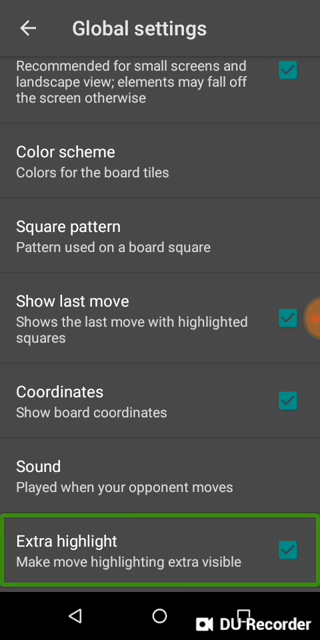 Global settings
Recommended for small screens and
landscape view; elements may fall off
the screen otherwise
Color scheme
Colors for the board tiles
Square pattern
Pattern used on a board square
Show last move
Shows the last move with highlighted
squares
Coordinates
Show board coordinates
Sound
Played when your opponent moves
Extra highlight
Make move highlighting extra visible
DU Recorder